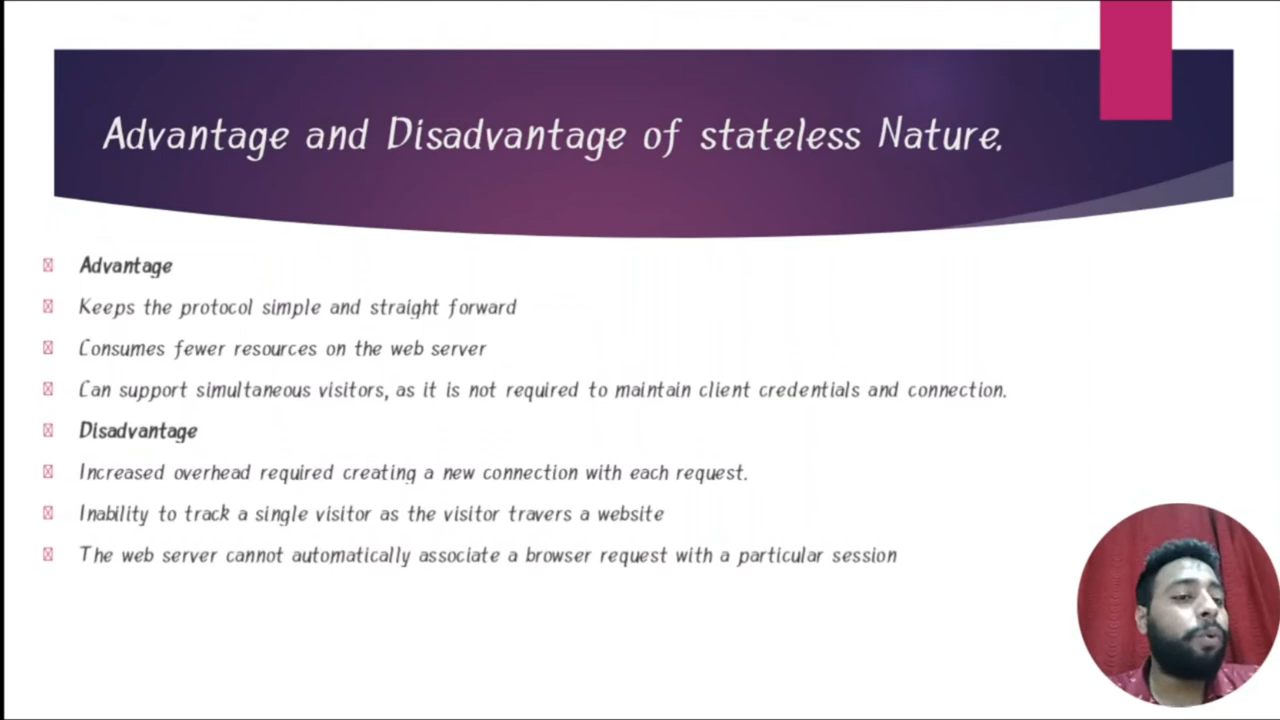 Advantage and Disadvantage of stateless Nature.
Advantage
Keeps the protocol simple and straight forward
Consumes fewer resources on the web server
Can support simultaneous visitors, as it is not required to maintain client credentials and connection.
Disadvantage
Increased overhead required creating a new connection with each request.
Inability to track a single visitor as the visitor travers a website
The web server cannot automatically associate a browser request with a particular session